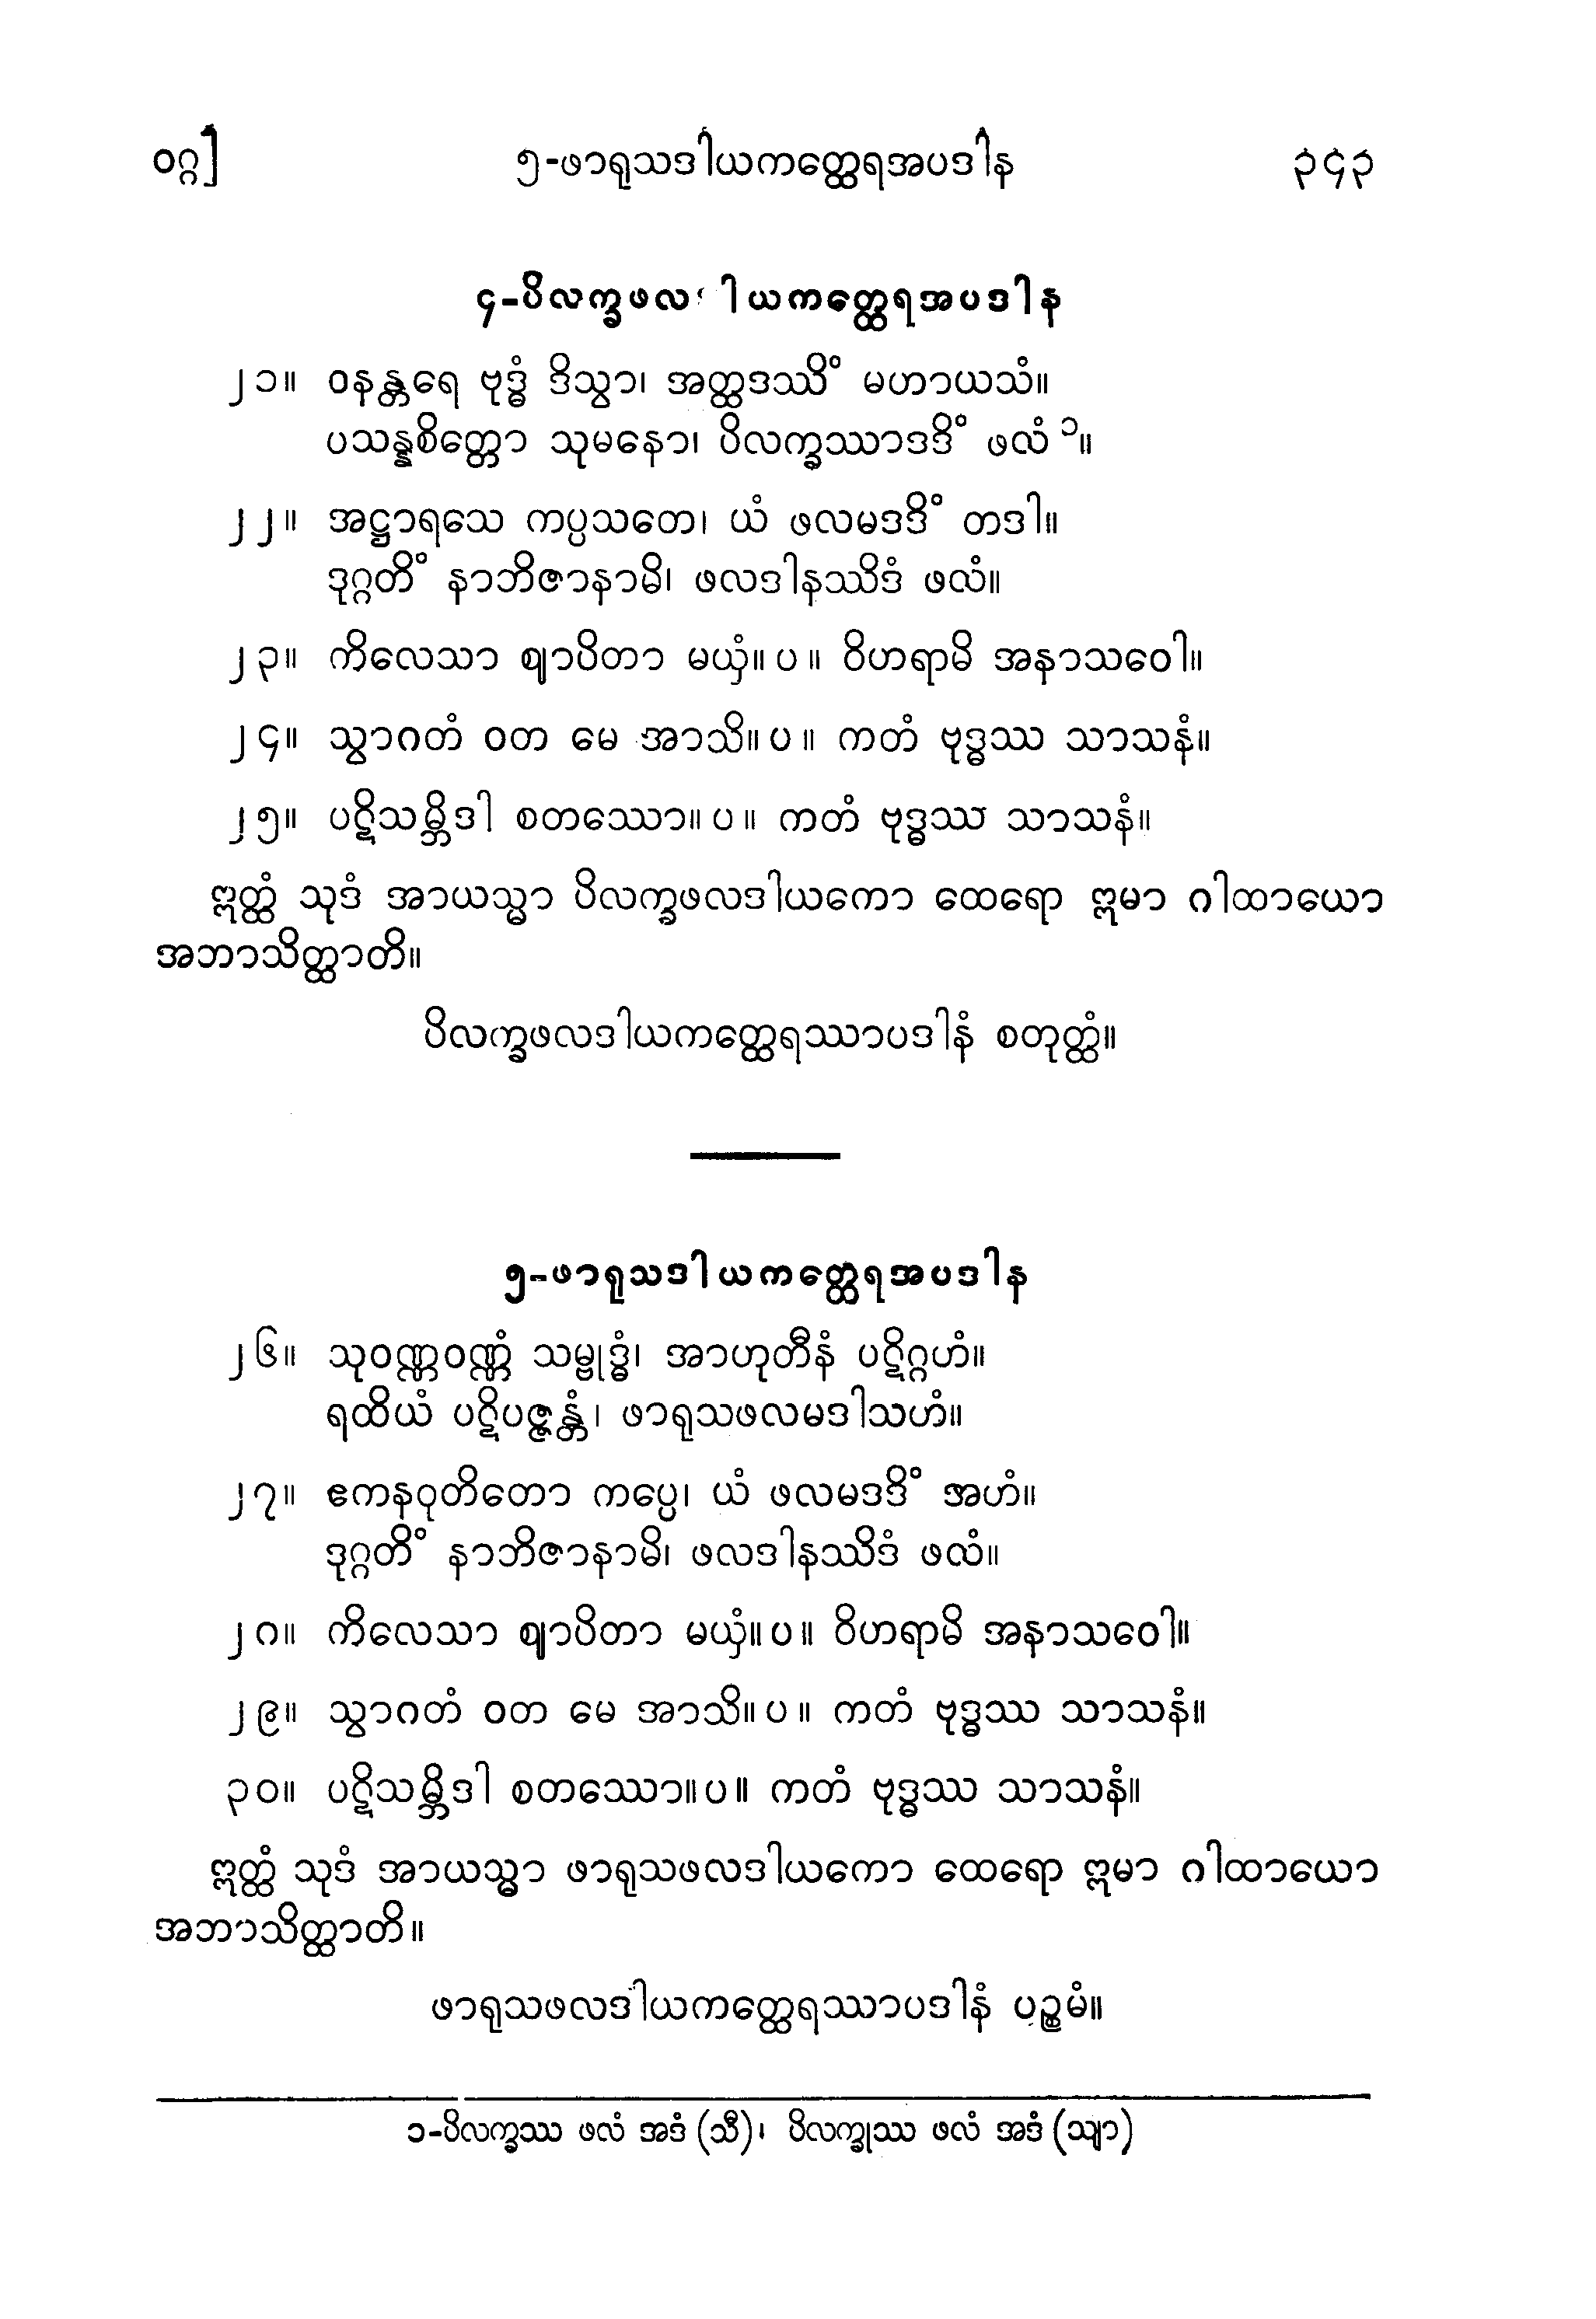 ဝဂ္ဂ] ၅-ဖာရုသဒါယကတ္ထေရအပဒါန ၃၄၃
၄-ပိလက္ခဖလဒါယကတ္ထေရအပဒါန
၂၁။ ဝနန္တရေ ဗုဒ္ဓံ ဒိသွာ၊ အတ္ထဒဿိံ မဟာယသံ။
ပသန္နစိတ္တော သုမနော၊ ပိလက္ခဿာဒဒိံ ဖလံ ၁။
၂၂။ အဋ္ဌာရသေ ကပ္ပသတေ၊ ယံ ဖလမဒဒိံ တဒါ။
ဒုဂ္ဂတိံ နာဘိဇာနာမိ၊ ဖလဒါနဿိဒံ ဖလံ။
၂၃။ ကိလေသာ ဈာပိတာ မယှံ။ ပ ။ ဝိဟရာမိ အနာသဝေါ။
၂၄။ သွာဂတံ ဝတ မေ အာသိ။ ပ ။ ကတံ ဗုဒ္ဓဿ သာသနံ။
၂၅။ ပဋိသမ္ဘိဒါ စတဿော။ ပ ။ ကတံ ဗုဒ္ဓဿ သာသနံ။
ဣတ္ထံ သုဒံ အာယသ္မာ ပိလက္ခဖလဒါယကော ထေရော ဣမာ ဂါထာယော
အဘာသိတ္ထာတိ။
ပိလက္ခဖလဒါယကတ္ထေရဿာပဒါနံ စတုတ္ထံ။
၅-ဖာရုသဒါယကတ္ထေရအပဒါန
၂၆။ သုဝဏ္ဏဝဏ္ဏံ သမ္ဗုဒ္ဓံ၊ အာဟုတီနံ ပဋိဂ္ဂဟံ။
ရထိယံ ပဋိပဇ္ဇန္တံ၊ ဖာရုသဖလမဒါသဟံ။
၂၇။ ဧကနဝုတိတော ကပ္ပေ၊ ယံ ဖလမဒဒိံ အဟံ။
ဒုဂ္ဂတိံ နာဘိဇာနာမိ၊ ဖလဒါနဿိဒံ ဖလံ။
၂၈။ ကိလေသာ ဈာပိတာ မယှံ။ ပ ။ ဝိဟရာမိ အနာသဝေါ။
၂၉။ သွာဂတံ ဝတ မေ အာသိ။ ပ ။ ကတံ ဗုဒ္ဓဿ သာသနံ။
၃၀။ ပဋိသမ္ဘိဒါ စတဿော။ ပ ။ ကတံ ဗုဒ္ဓဿ သာသနံ။
ဣတ္ထံ သုဒံ အာယသ္မာ ဖာရုသဖလဒါယကော ထေရော ဣမာ ဂါထာယော
အဘာသိတ္ထာတိ။
ဖာရုသဖလဒါယကတ္ထေရဿာပဒါနံ ပဉ္စမံ။
၁-ပိလက္ခဿ ဖလံ အဒံ (သီ)၊ ပိလက္ခုဿ ဖလံ အဒံ (သျာ)